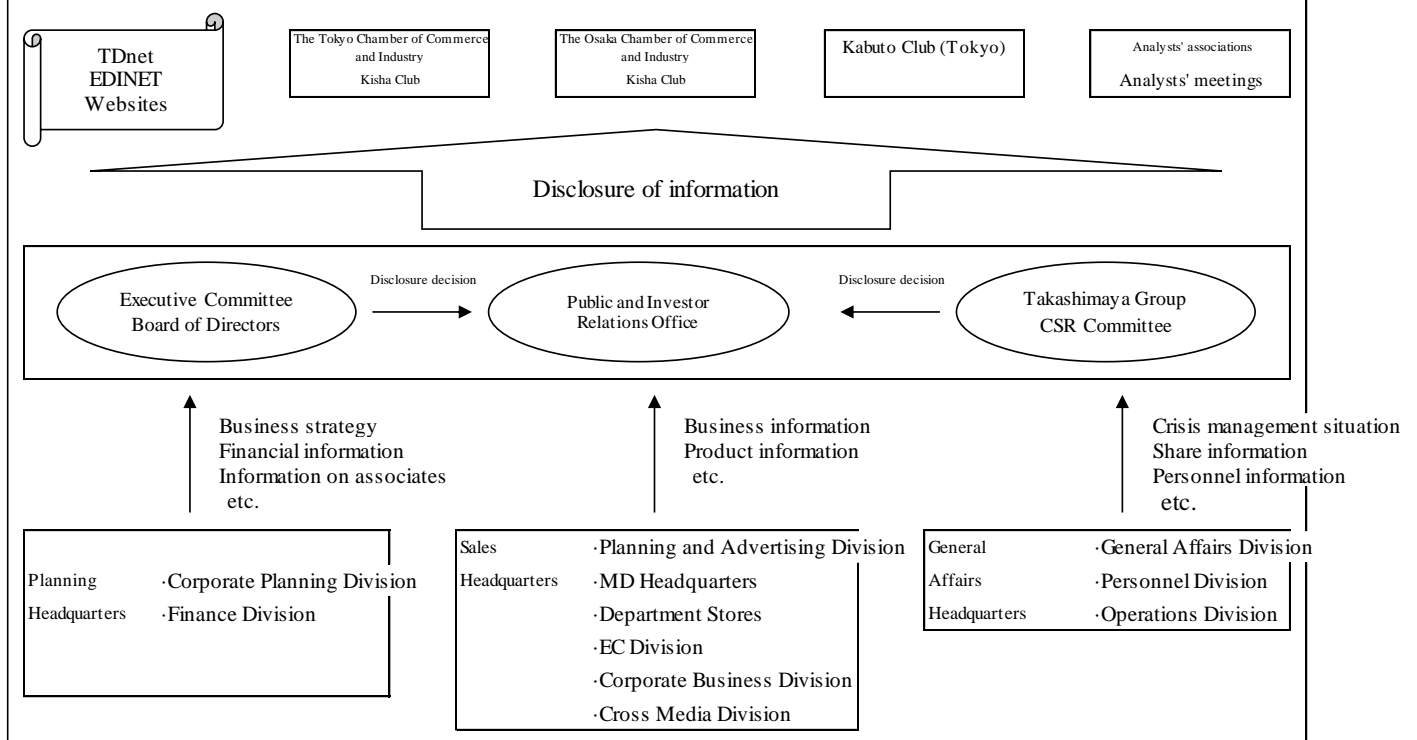 TDnet
EDINET
Websites
The Tokyo Chamber of Commerce
and Industry
Kisha Club
The Osaka Chamber of Commerce
and Industry
Kisha Club
Kabuto Club (Tokyo)
Analysts' associations
Analysts' meetings
Disclosure of information
Executive Committee
Board of Directors
Disclosure decision
Public and Investor
Relations Office
Disclosure decision
Takashimaya Group
CSR Committee
Business strategy
Financial information
Information on associates
etc.
Business information
Product information
etc.
Crisis management situation
Share information
Personnel information
etc.
Planning ·Corporate Planning Division
Headquarters ·Finance Division
Sales ·Planning and Advertising Division
Headquarters ·MD Headquarters
·Department Stores
·EC Division
·Corporate Business Division
·Cross Media Division
General ·General Affairs Division
Affairs ·Personnel Division
Headquarters ·Operations Division